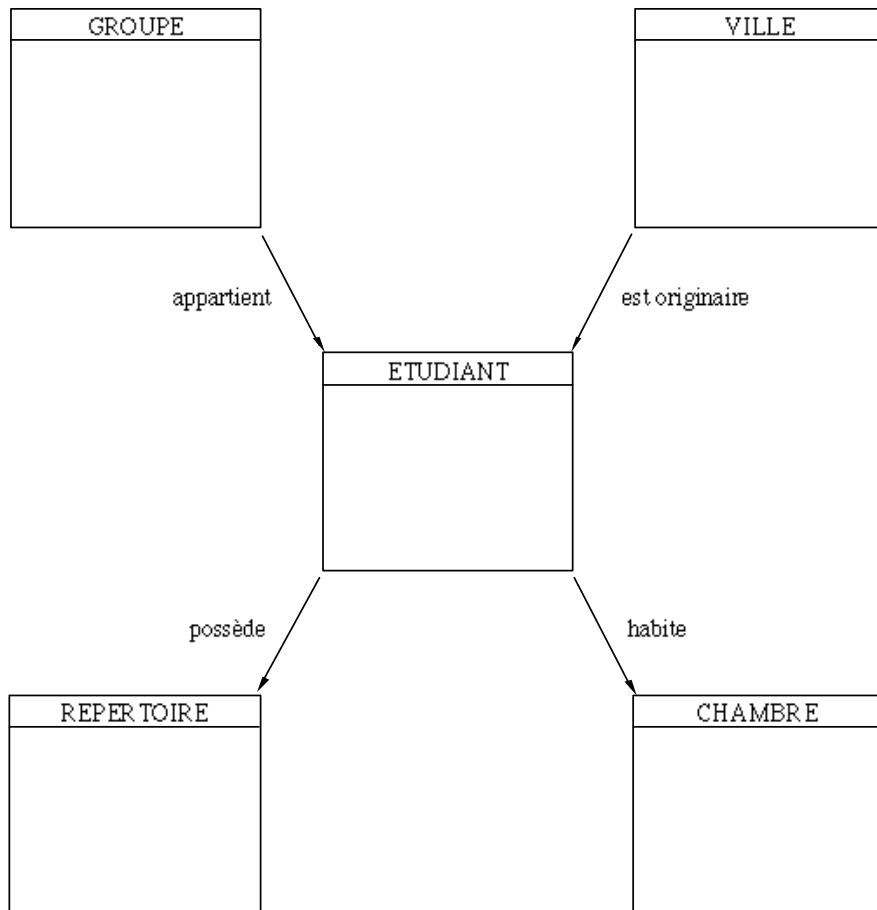 GROUPE
VILLE
appartient
est originaire
ETUDIANT
possède
habite
REPERTOIRE
CHAMBRE